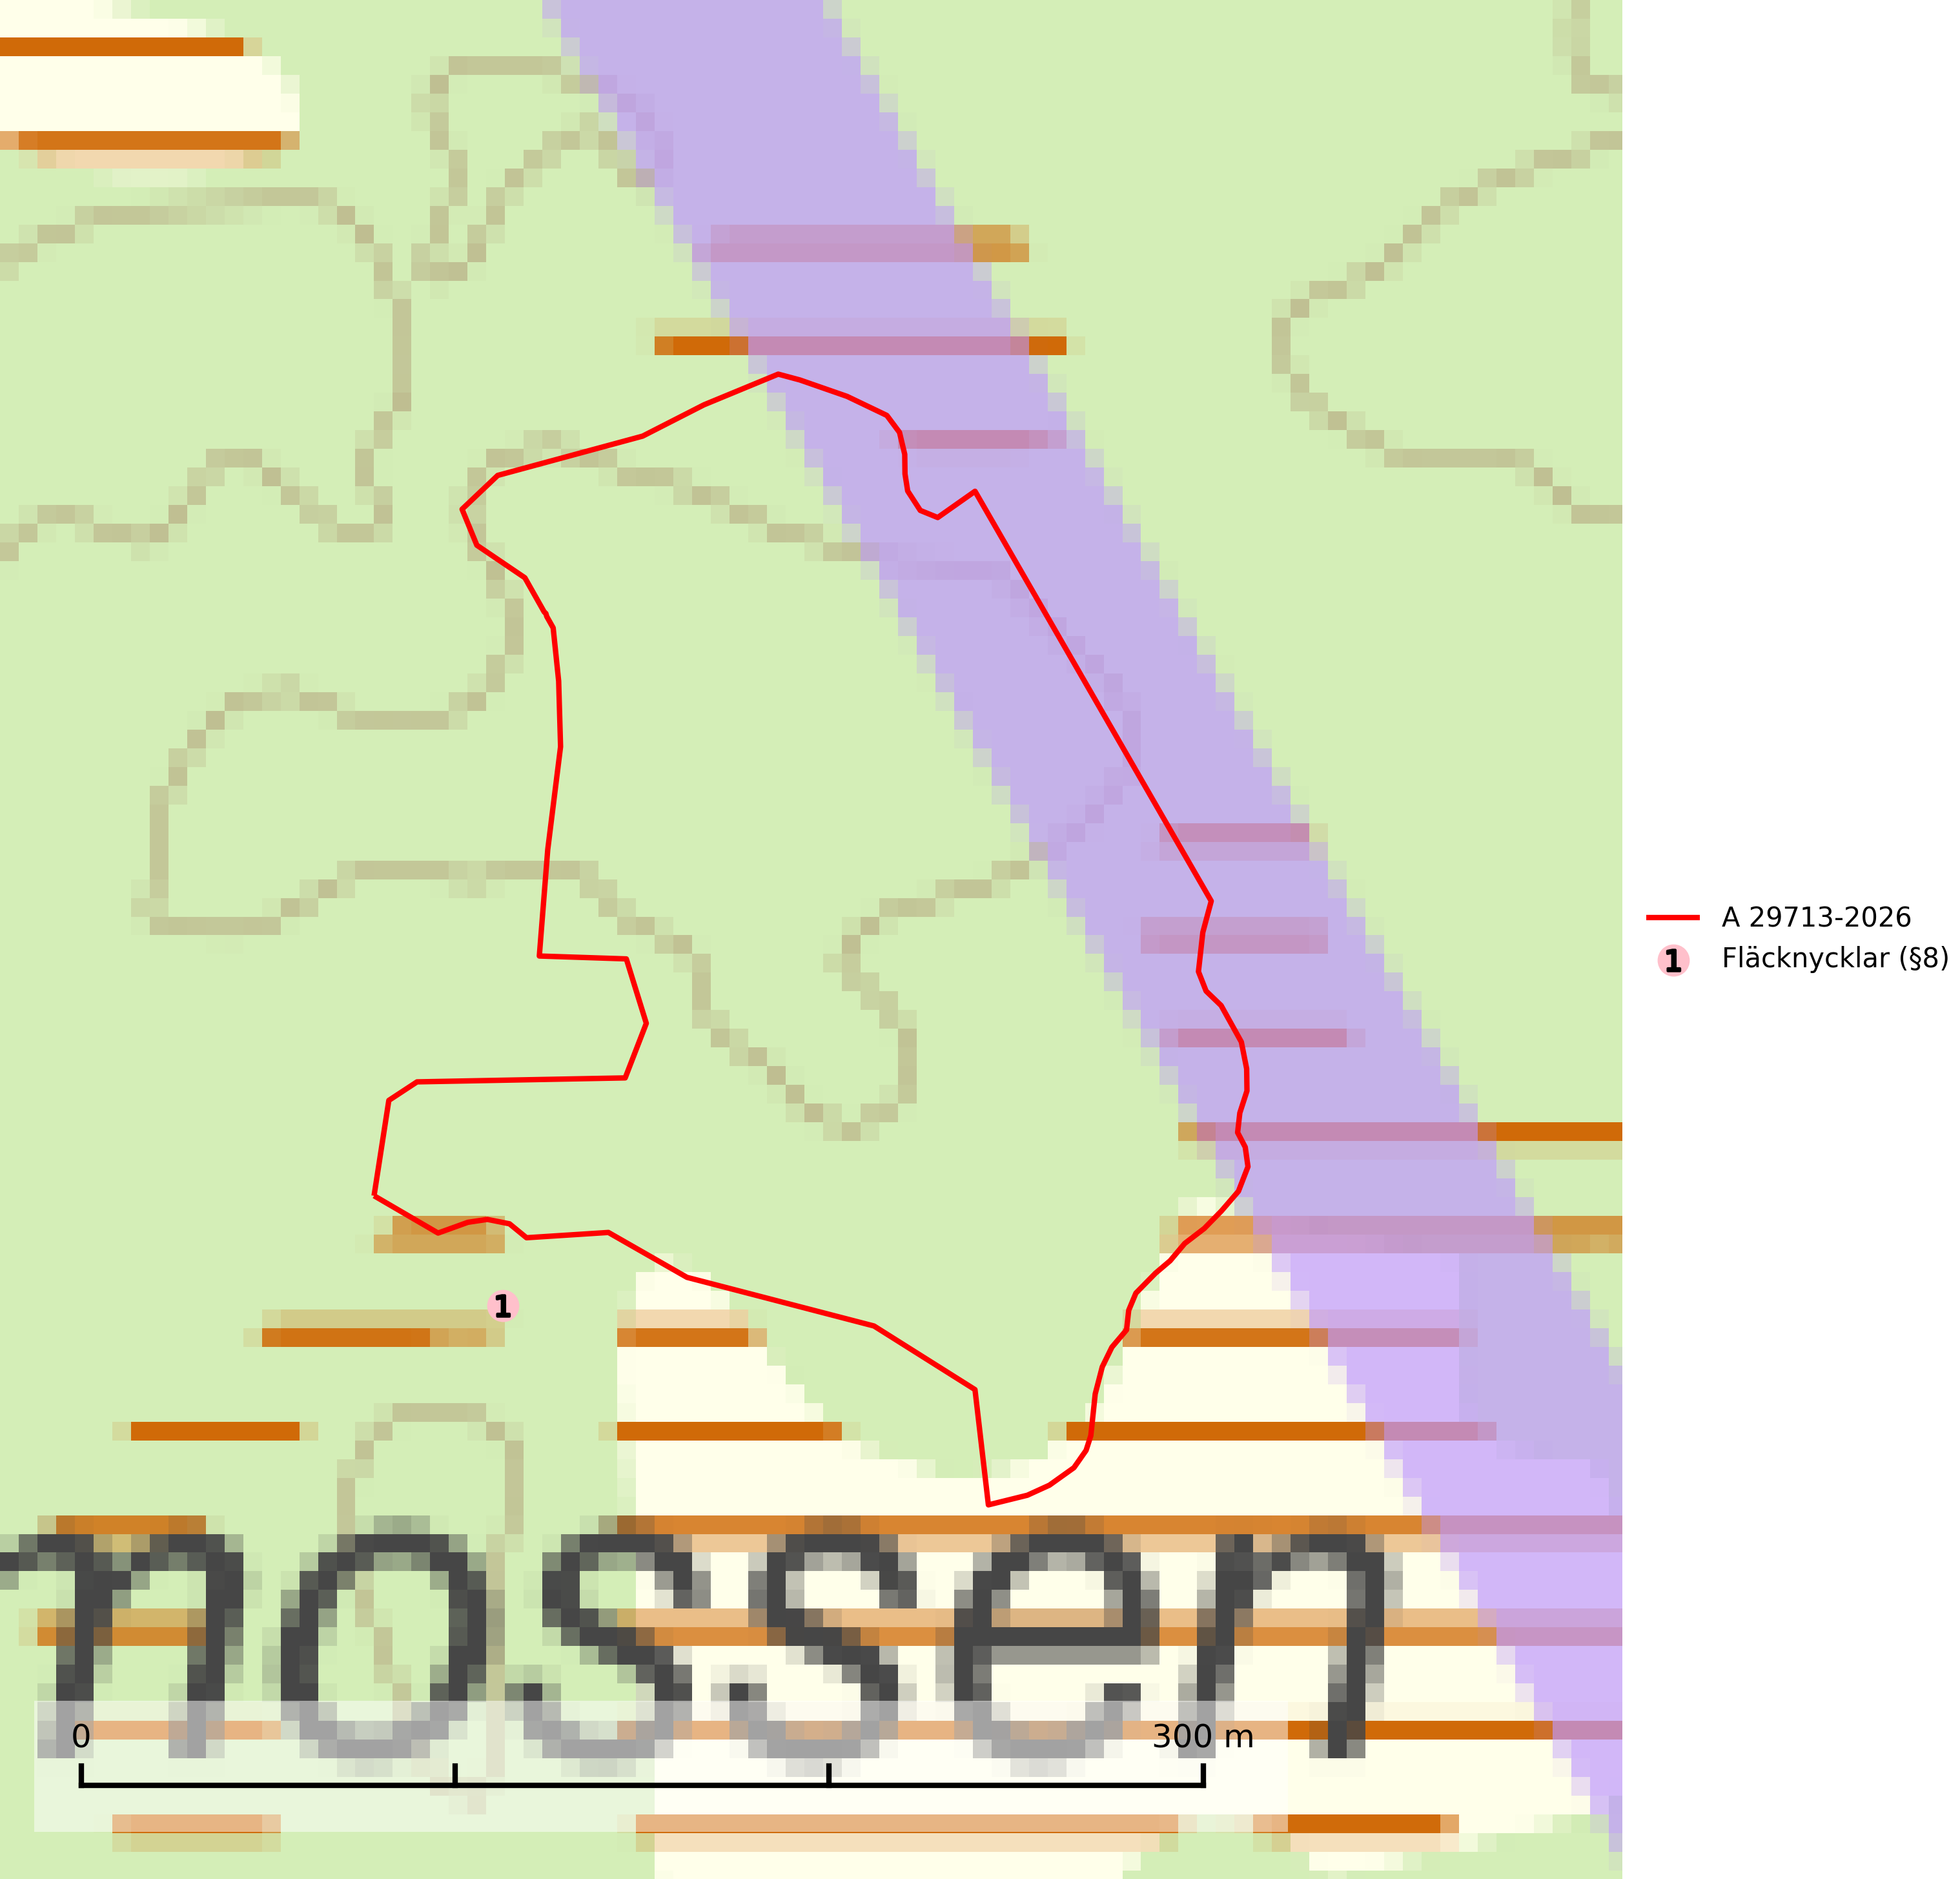 A 29713-2026
1 Fläcknycklar (§8)
1
mossen
0 300 m